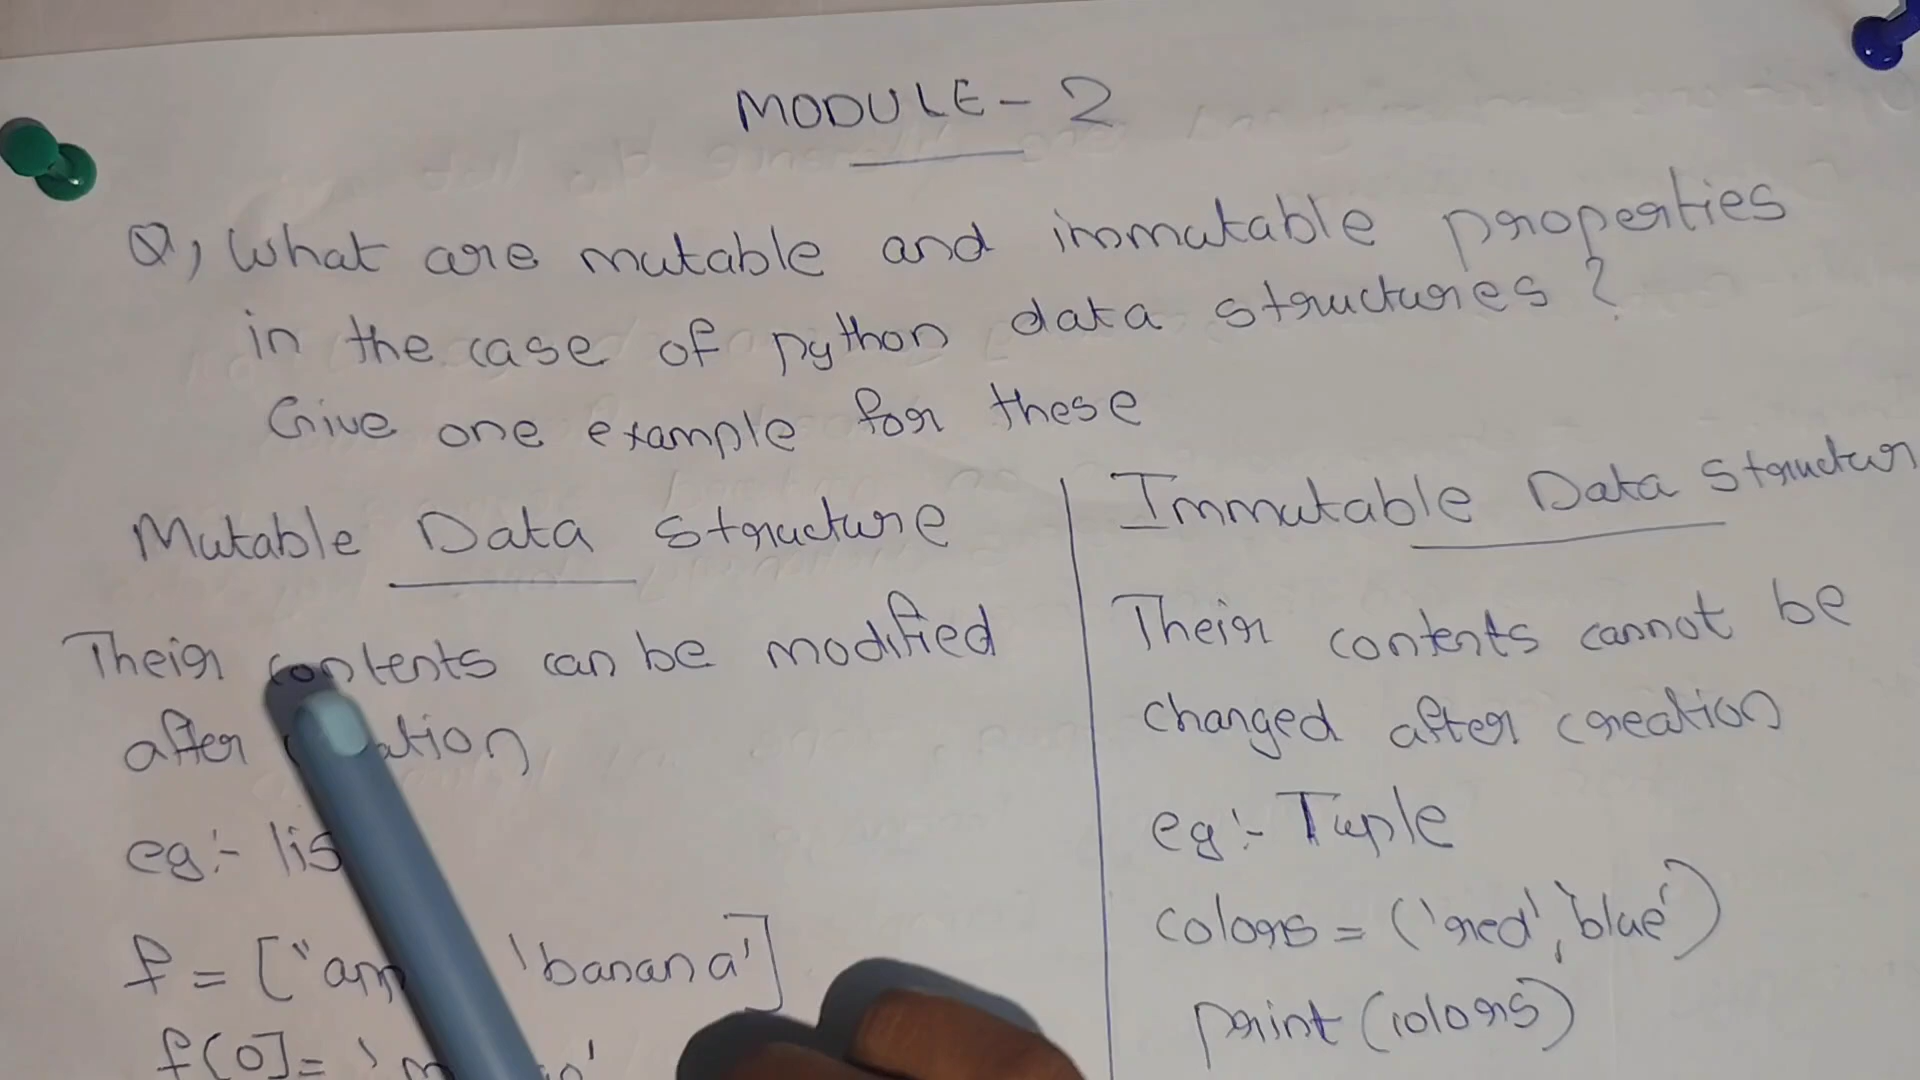 MODULE - 2
Q, What are mutable and immutable properties
in the case of python data structures?
Give one example for these
Mutable Data Structure
Their contents can be modified
after
eg:-
f = [ 'banana']
f[0] =
Immutable Data
Their contents cannot be
changed after creation
eg:- Tuple
colors = ('red', 'blue')
print (colors)